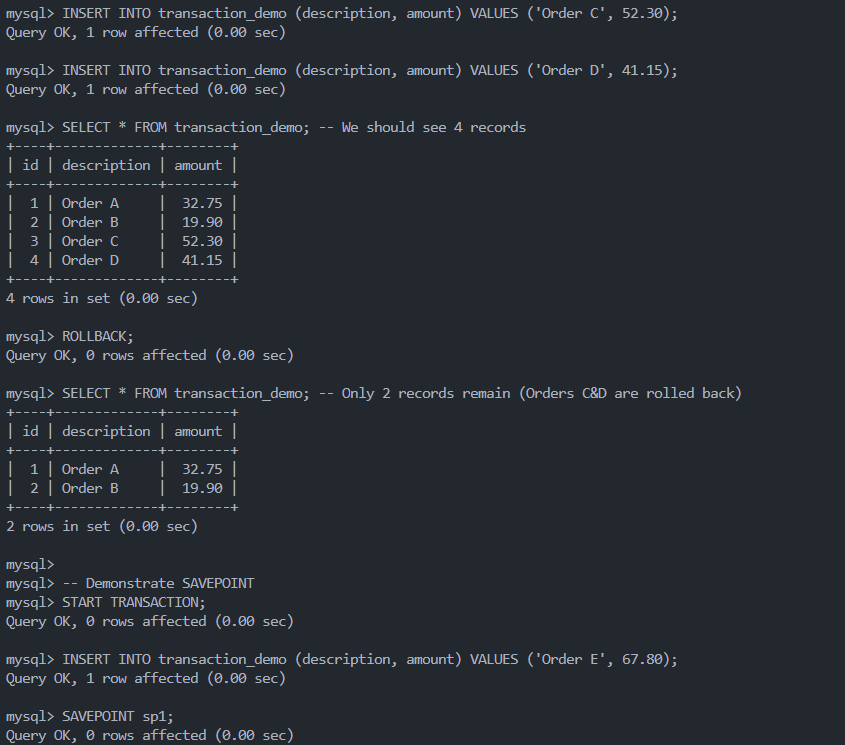 mysql> INSERT INTO transaction_demo (description, amount) VALUES ('Order C', 52.30);
Query OK, 1 row affected (0.00 sec)
mysql> INSERT INTO transaction_demo (description, amount) VALUES ('Order D', 41.15);
Query OK, 1 row affected (0.00 sec)
mysql> SELECT * FROM transaction_demo; -- We should see 4 records
+----+-------------+--------+
| id | description | amount |
+----+-------------+--------+
|  1 | Order A     |  32.75 |
|  2 | Order B     |  19.90 |
|  3 | Order C     |  52.30 |
|  4 | Order D     |  41.15 |
+----+-------------+--------+
4 rows in set (0.00 sec)
mysql> ROLLBACK;
Query OK, 0 rows affected (0.00 sec)
mysql> SELECT * FROM transaction_demo; -- Only 2 records remain (Orders C&D are rolled back)
+----+-------------+--------+
| id | description | amount |
+----+-------------+--------+
|  1 | Order A     |  32.75 |
|  2 | Order B     |  19.90 |
+----+-------------+--------+
2 rows in set (0.00 sec)
mysql>
mysql> -- Demonstrate SAVEPOINT
mysql> START TRANSACTION;
Query OK, 0 rows affected (0.00 sec)
mysql> INSERT INTO transaction_demo (description, amount) VALUES ('Order E', 67.80);
Query OK, 1 row affected (0.00 sec)
mysql> SAVEPOINT sp1;
Query OK, 0 rows affected (0.00 sec)